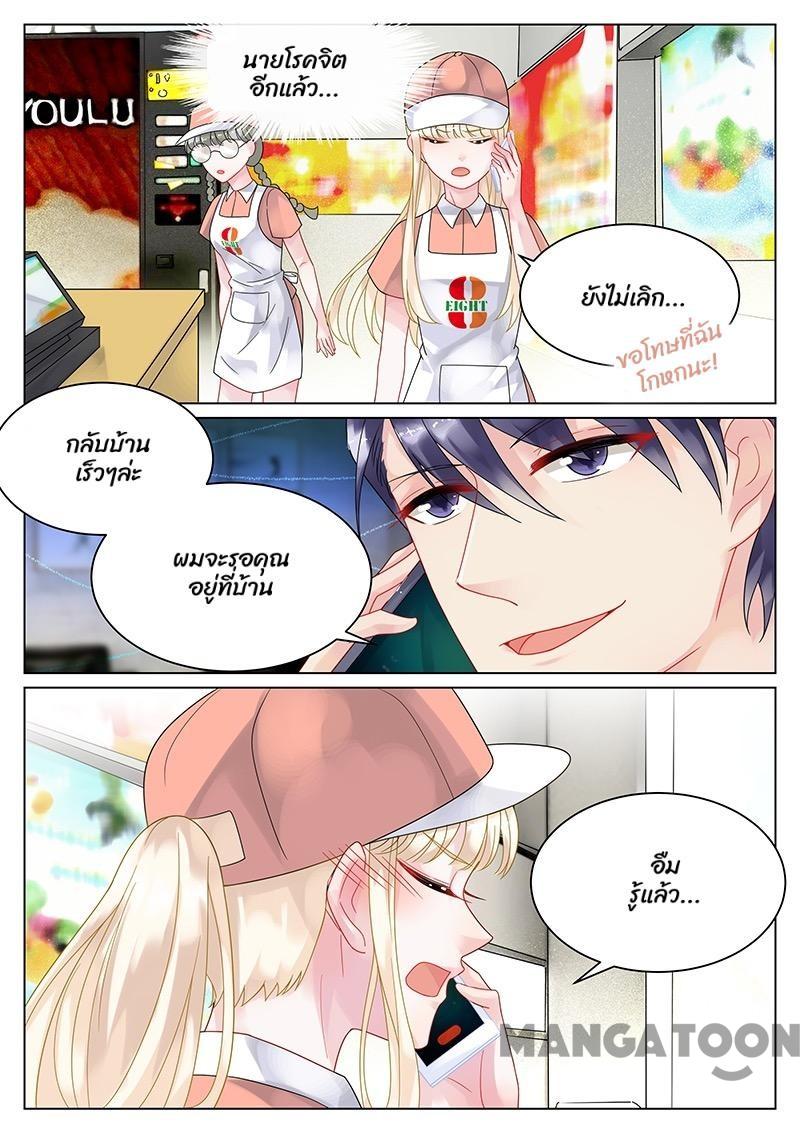 นายโรคจิต
อีกแล้ว...
YOULU
EIGHT
EIGHT
ยังไม่เลิก...
ขอโทษที่ฉัน
โกหกนะ!
กลับบ้าน
เร็วๆล่ะ
ผมจะรอคุณ
อยู่ที่บ้าน
อืม
รู้แล้ว...
MANGATOON